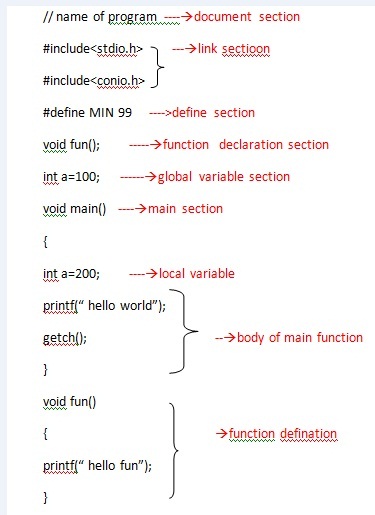 // name of program ----→document section
#include<stdio.h> ---→link sectioon
#include<conio.h>
#define MIN 99 ---->define section
void fun(); -----→function declaration section
int a=100; ------→global variable section
void main() ----→main section
{
int a=200; ----→local variable
printf(“ hello world”);
getch(); --→body of main function
}
void fun()
{ →function defination
printf(“ hello fun”);
}